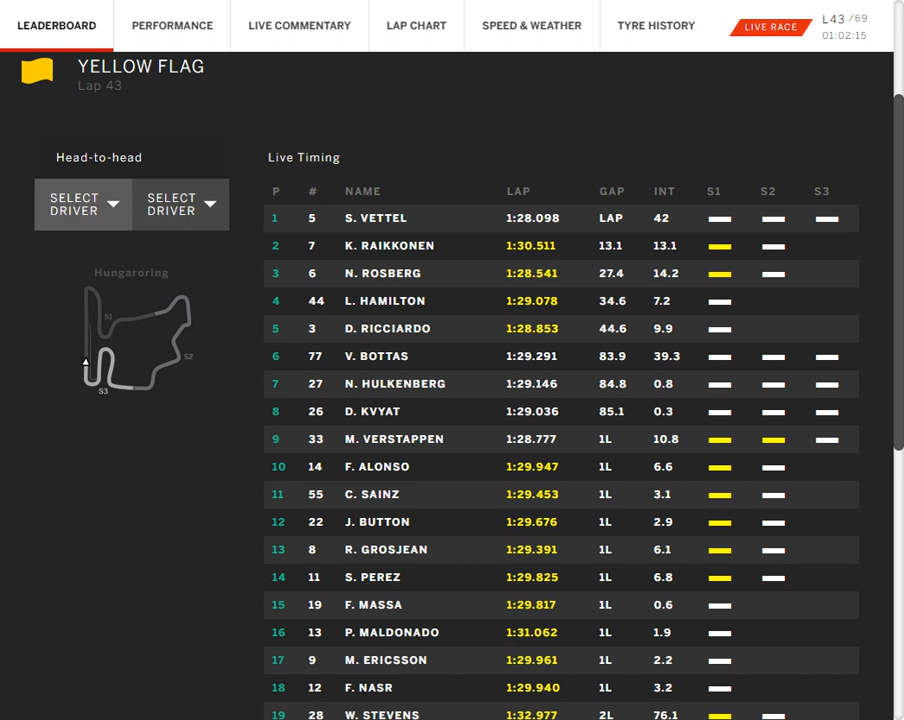 LEADERBOARD PERFORMANCE LIVE COMMENTARY LAP CHART SPEED & WEATHER TYRE HISTORY LIVE RACE L43 /69
01:02:15
YELLOW FLAG
Lap 43
Head-to-head
SELECT DRIVER SELECT DRIVER
Hungaroring
S1
S2
S3
Live Timing
P # NAME LAP GAP INT S1 S2 S3
1 5 S. VETTEL 1:28.098 LAP 42
2 7 K. RAIKKONEN 1:30.511 13.1 13.1
3 6 N. ROSBERG 1:28.541 27.4 14.2
4 44 L. HAMILTON 1:29.078 34.6 7.2
5 3 D. RICCIARDO 1:28.853 44.6 9.9
6 77 V. BOTTAS 1:29.291 83.9 39.3
7 27 N. HULKENBERG 1:29.146 84.8 0.8
8 26 D. KVYAT 1:29.036 85.1 0.3
9 33 M. VERSTAPPEN 1:28.777 1L 10.8
10 14 F. ALONSO 1:29.947 1L 6.6
11 55 C. SAINZ 1:29.453 1L 3.1
12 22 J. BUTTON 1:29.676 1L 2.9
13 8 R. GROSJEAN 1:29.391 1L 6.1
14 11 S. PEREZ 1:29.825 1L 6.8
15 19 F. MASSA 1:29.817 1L 0.6
16 13 P. MALDONADO 1:31.062 1L 1.9
17 9 M. ERICSSON 1:29.961 1L 2.2
18 12 F. NASR 1:29.940 1L 3.2
19 28 W. STEVENS 1:32.977 2L 76.1